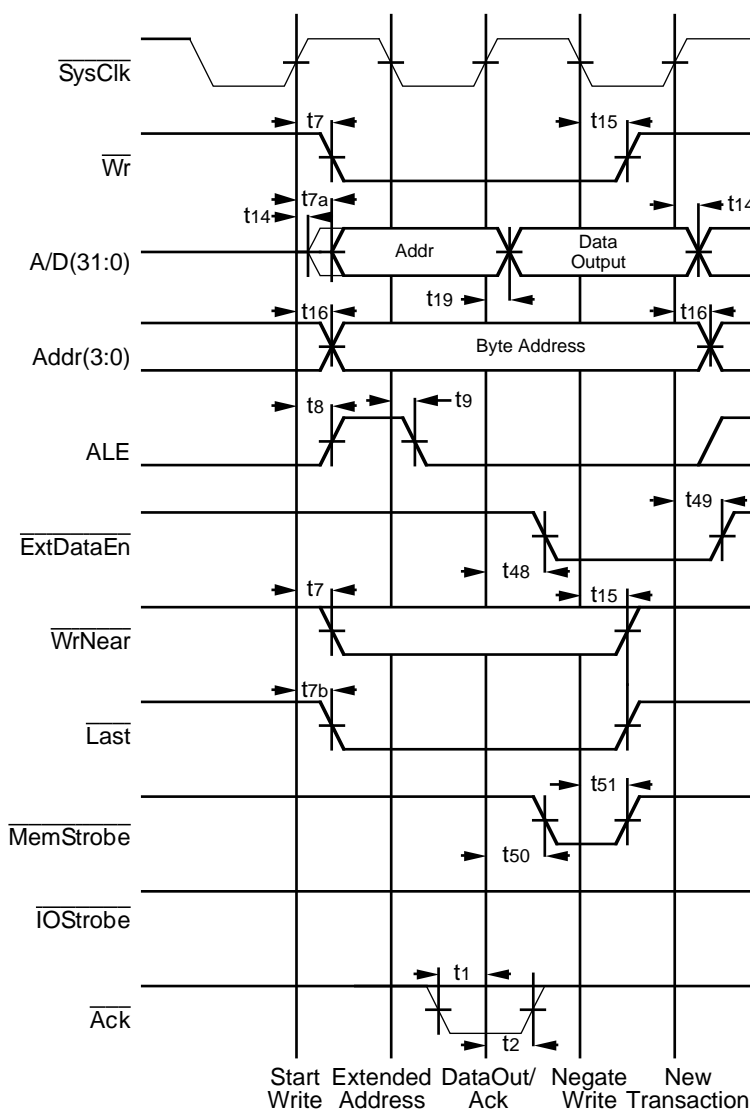 SysClk
t7 t15
Wr
t7a
t14 t14
A/D(31:0) Addr Data Output
t19
t16 t16
Addr(3:0) Byte Address
t8 t9
ALE
t49
ExtDataEn
t48
t7 t15
WrNear
t7b
Last
t51
MemStrobe
t50
IOStrobe
t1
Ack
t2
Start Write
Extended Address
DataOut/ Ack
Negate Write
New Transaction